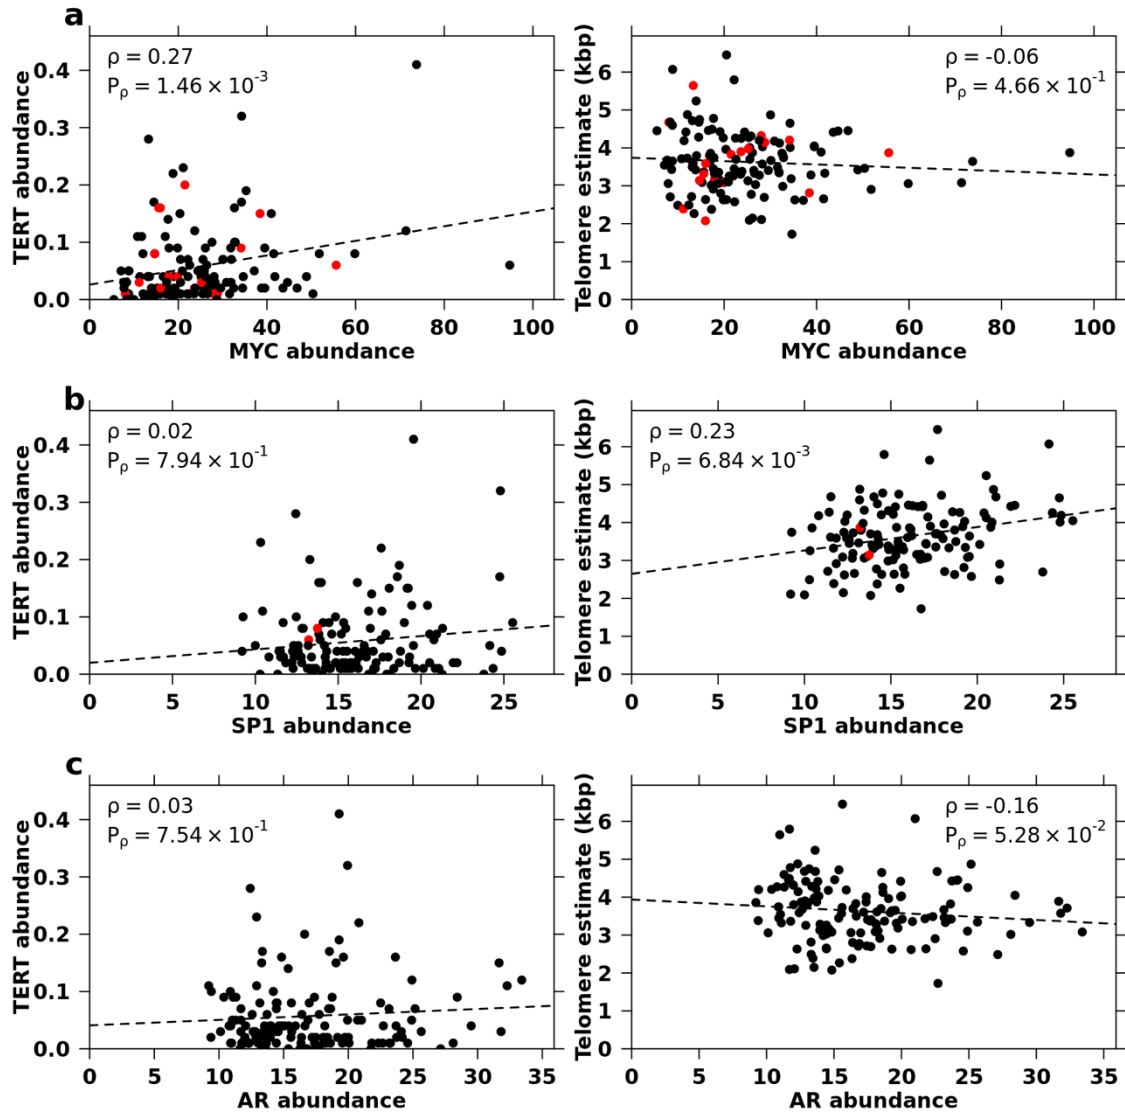 a
ρ = 0.27
Pρ = 1.46 × 10-3
TERT abundance
0.4
0.3
0.2
0.1
0.0
0 20 40 60 80 100
MYC abundance
ρ = -0.06
Pρ = 4.66 × 10-1
Telomere estimate (kbp)
6
5
4
3
2
1
0
0 20 40 60 80 100
MYC abundance
b
ρ = 0.02
Pρ = 7.94 × 10-1
TERT abundance
0.4
0.3
0.2
0.1
0.0
0 5 10 15 20 25
SP1 abundance
ρ = 0.23
Pρ = 6.84 × 10-3
Telomere estimate (kbp)
6
5
4
3
2
1
0
0 5 10 15 20 25
SP1 abundance
c
ρ = 0.03
Pρ = 7.54 × 10-1
TERT abundance
0.4
0.3
0.2
0.1
0.0
0 5 10 15 20 25 30 35
AR abundance
ρ = -0.16
Pρ = 5.28 × 10-2
Telomere estimate (kbp)
6
5
4
3
2
1
0
0 5 10 15 20 25 30 35
AR abundance